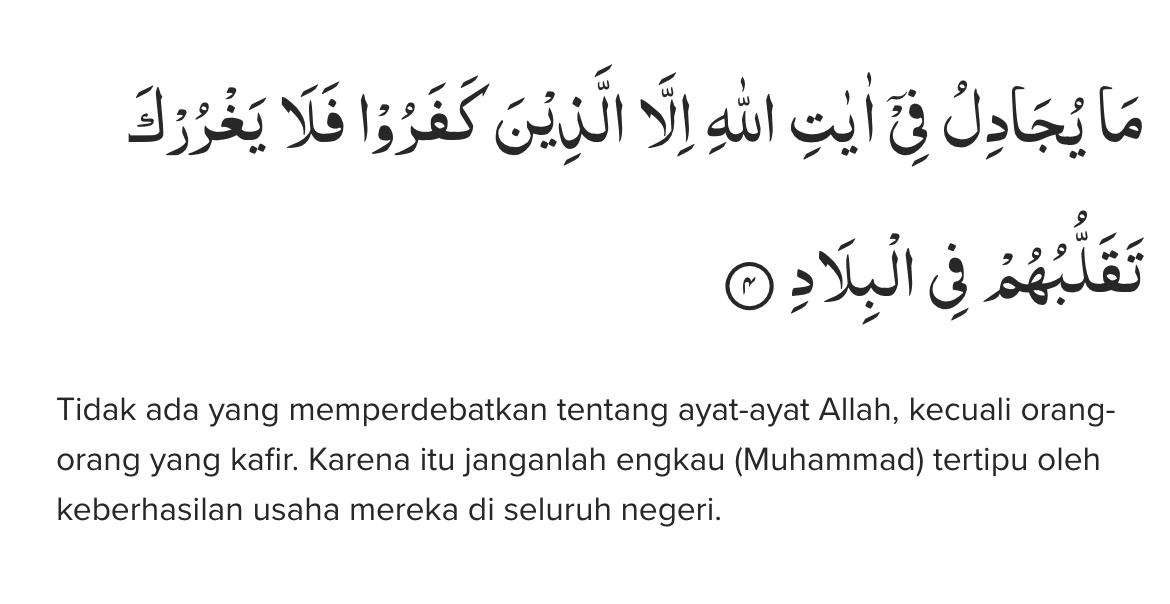 مَا يُجَادِلُ فِيْٓ اٰيٰتِ اللّٰهِ اِلَّا الَّذِيْنَ كَفَرُوْا فَلَا يَغْرُرْكَ
تَقَلُّبُهُمْ فِى الْبِلَادِ ۴
Tidak ada yang memperdebatkan tentang ayat-ayat Allah, kecuali orang-
orang yang kafir. Karena itu janganlah engkau (Muhammad) tertipu oleh
keberhasilan usaha mereka di seluruh negeri.